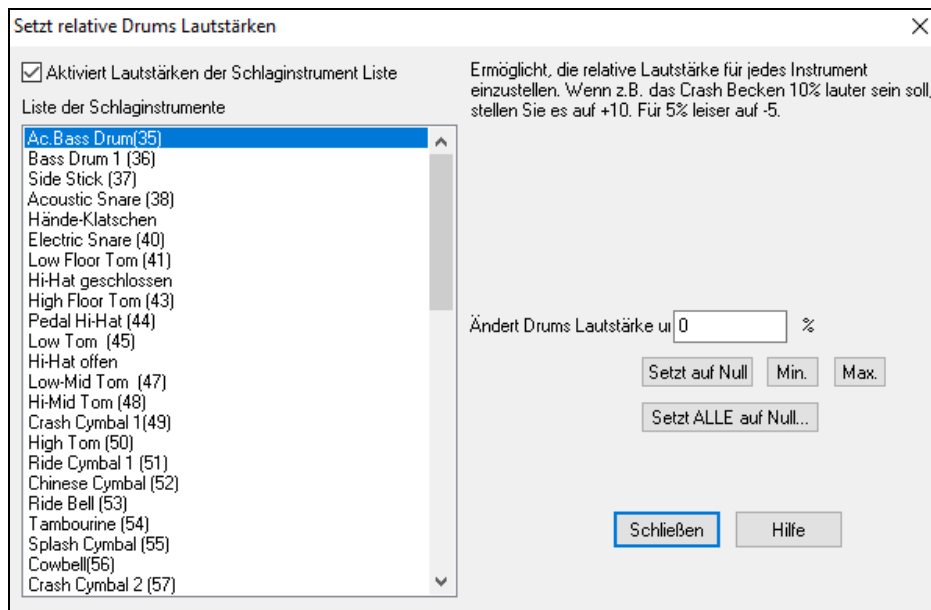 Setzt relative Drums Lautstärken
Aktiviert Lautstärken der Schlaginstrument Liste
Liste der Schlaginstrumente
Ac.Bass Drum(35)
Bass Drum 1 (36)
Side Stick (37)
Acoustic Snare (38)
Hände-Klatschen
Electric Snare (40)
Low Floor Tom (41)
Hi-Hat geschlossen
High Floor Tom (43)
Pedal Hi-Hat (44)
Low Tom (45)
Hi-Hat offen
Low-Mid Tom (47)
Hi-Mid Tom (48)
Crash Cymbal 1(49)
High Tom (50)
Ride Cymbal 1 (51)
Chinese Cymbal (52)
Ride Bell (53)
Tambourine (54)
Splash Cymbal (55)
Cowbell(56)
Crash Cymbal 2 (57)
Ermöglicht, die relative Lautstärke für jedes Instrument
einzustellen. Wenn z.B. das Crash Becken 10% lauter sein soll,
stellen Sie es auf +10. Für 5% leiser auf -5.
Ändert Drums Lautstärke u 0 %
Setzt auf Null Min. Max.
Setzt ALLE auf Null...
Schließen Hilfe